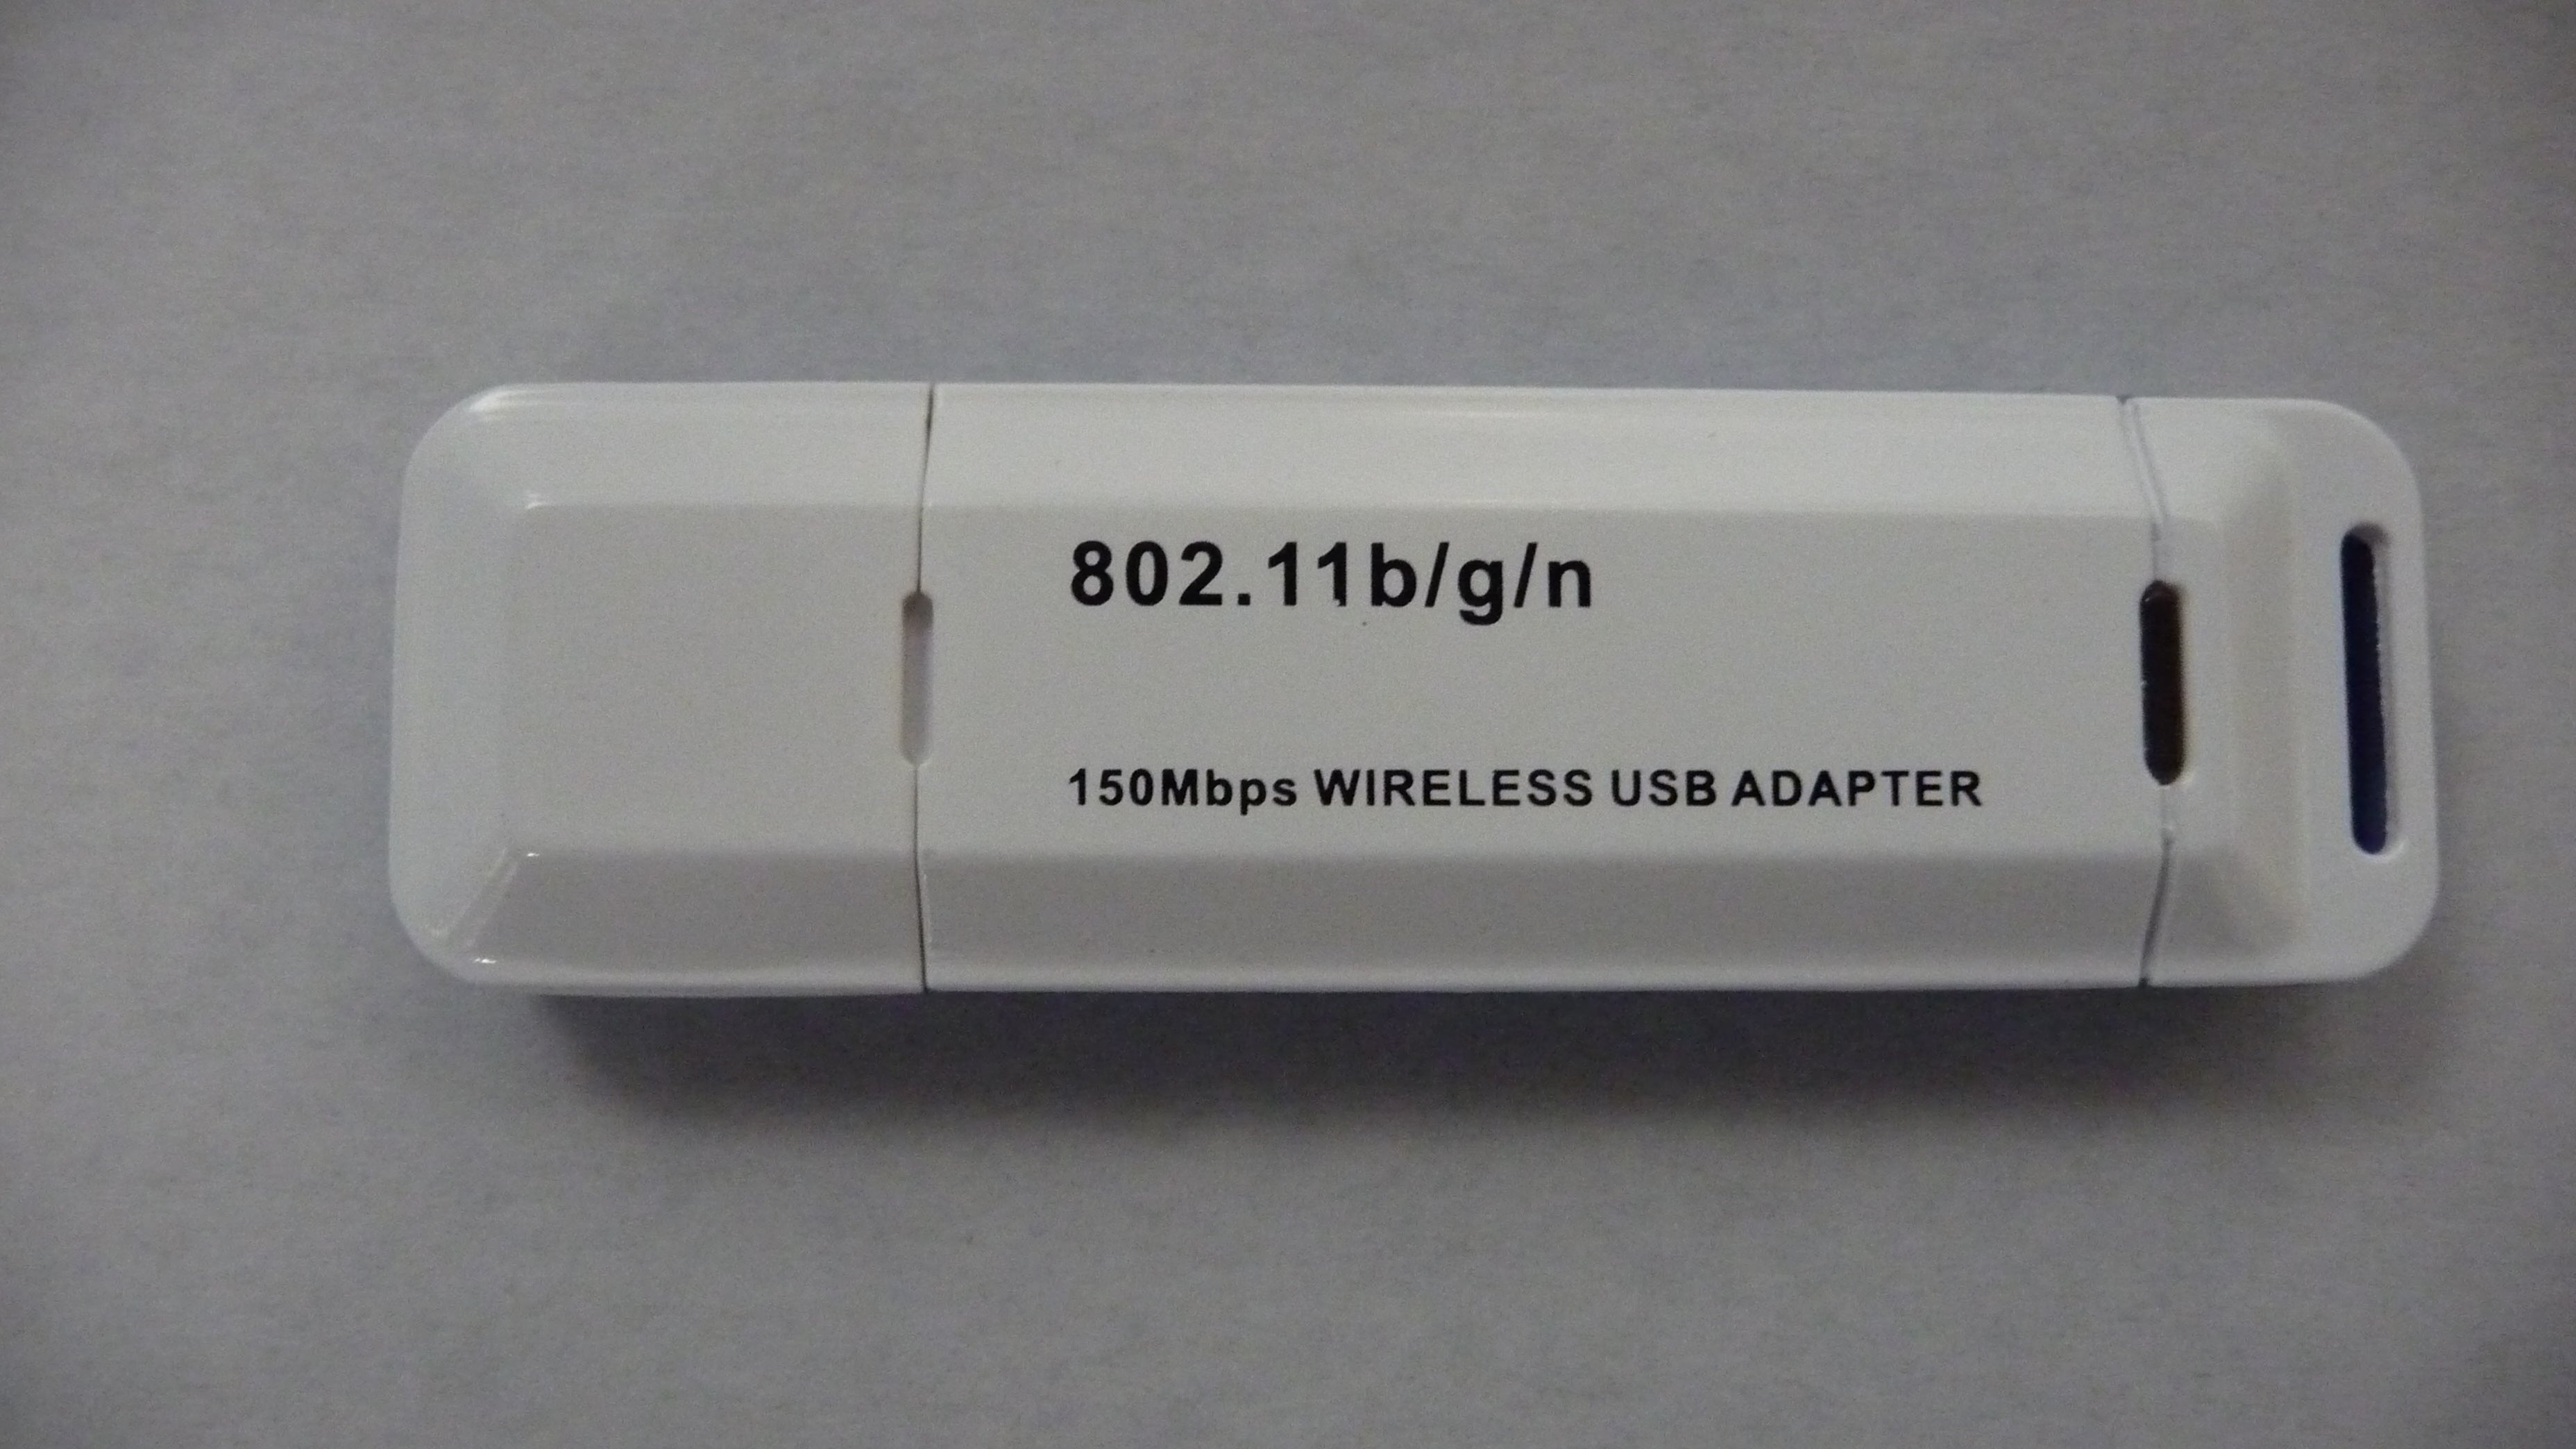 802.11b/g/n
150Mbps WIRELESS USB ADAPTER